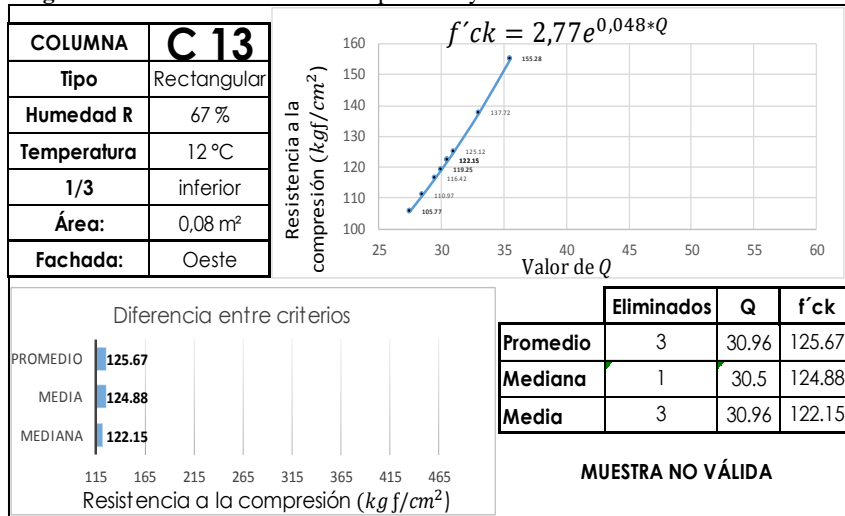 COLUMNA C 13
Tipo Rectangular
Humedad R 67 %
Temperatura 12 °C
1/3 inferior
Área: 0,08 m²
Fachada: Oeste
f´ck = 2,77e^{0,048*Q}
Resistencia a la
compresión (kgf/cm²)
160
150
140
130
120
110
100
155.28
137.72
125.12
122.15
119.25
116.42
110.97
105.77
25 30 35 40 45 50 55 60
Valor de Q
Diferencia entre criterios
PROMEDIO 125.67
MEDIA 124.88
MEDIANA 122.15
115 165 215 265 315 365 415 465
Resistencia a la compresión (kg f/cm²)
Eliminados Q f´ck
Promedio 3 30.96 125.67
Mediana 1 30.5 124.88
Media 3 30.96 122.15
MUESTRA NO VÁLIDA